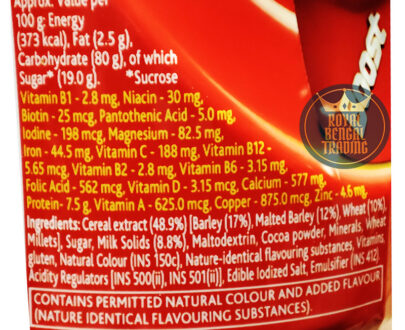 Approx. Value per
100 g: Energy
(373 kcal), Fat (2.5 g),
Carbohydrate (80 g), of which
Sugar* (19.0 g). *Sucrose
Vitamin B1 - 2.8 mg, Niacin - 30 mg,
Biotin - 25 mcg, Pantothenic Acid - 5.0 mg,
Iodine - 198 mcg, Magnesium - 82.5 mg,
Iron - 44.5 mg, Vitamin C - 188 mg, Vitamin B12 -
5.65 mcg, Vitamin B2 - 2.8 mg, Vitamin B6 - 3.15 mg,
Folic Acid - 562 mcg, Vitamin D - 3.15 mcg, Calcium - 577 mg,
Protein - 7.5 g, Vitamin A - 625.0 mcg, Copper - 875.0 mcg, Zinc - 4.6 mg.
Ingredients: Cereal extract (48.9%) [Barley (17%), Malted Barley (12%), Wheat (10%),
Millets], Sugar, Milk Solids (8.8%), Maltodextrin, Cocoa powder, Minerals, Wheat
gluten, Natural Colour (INS 150c), Nature-identical flavouring substances, Vitamins,
Acidity Regulators [INS 500(ii), INS 501(ii)], Edible Iodized Salt, Emulsifier (INS 412)
CONTAINS PERMITTED NATURAL COLOUR AND ADDED FLAVOUR
(NATURE IDENTICAL FLAVOURING SUBSTANCES).
ROYAL
BENGAL
TRADING